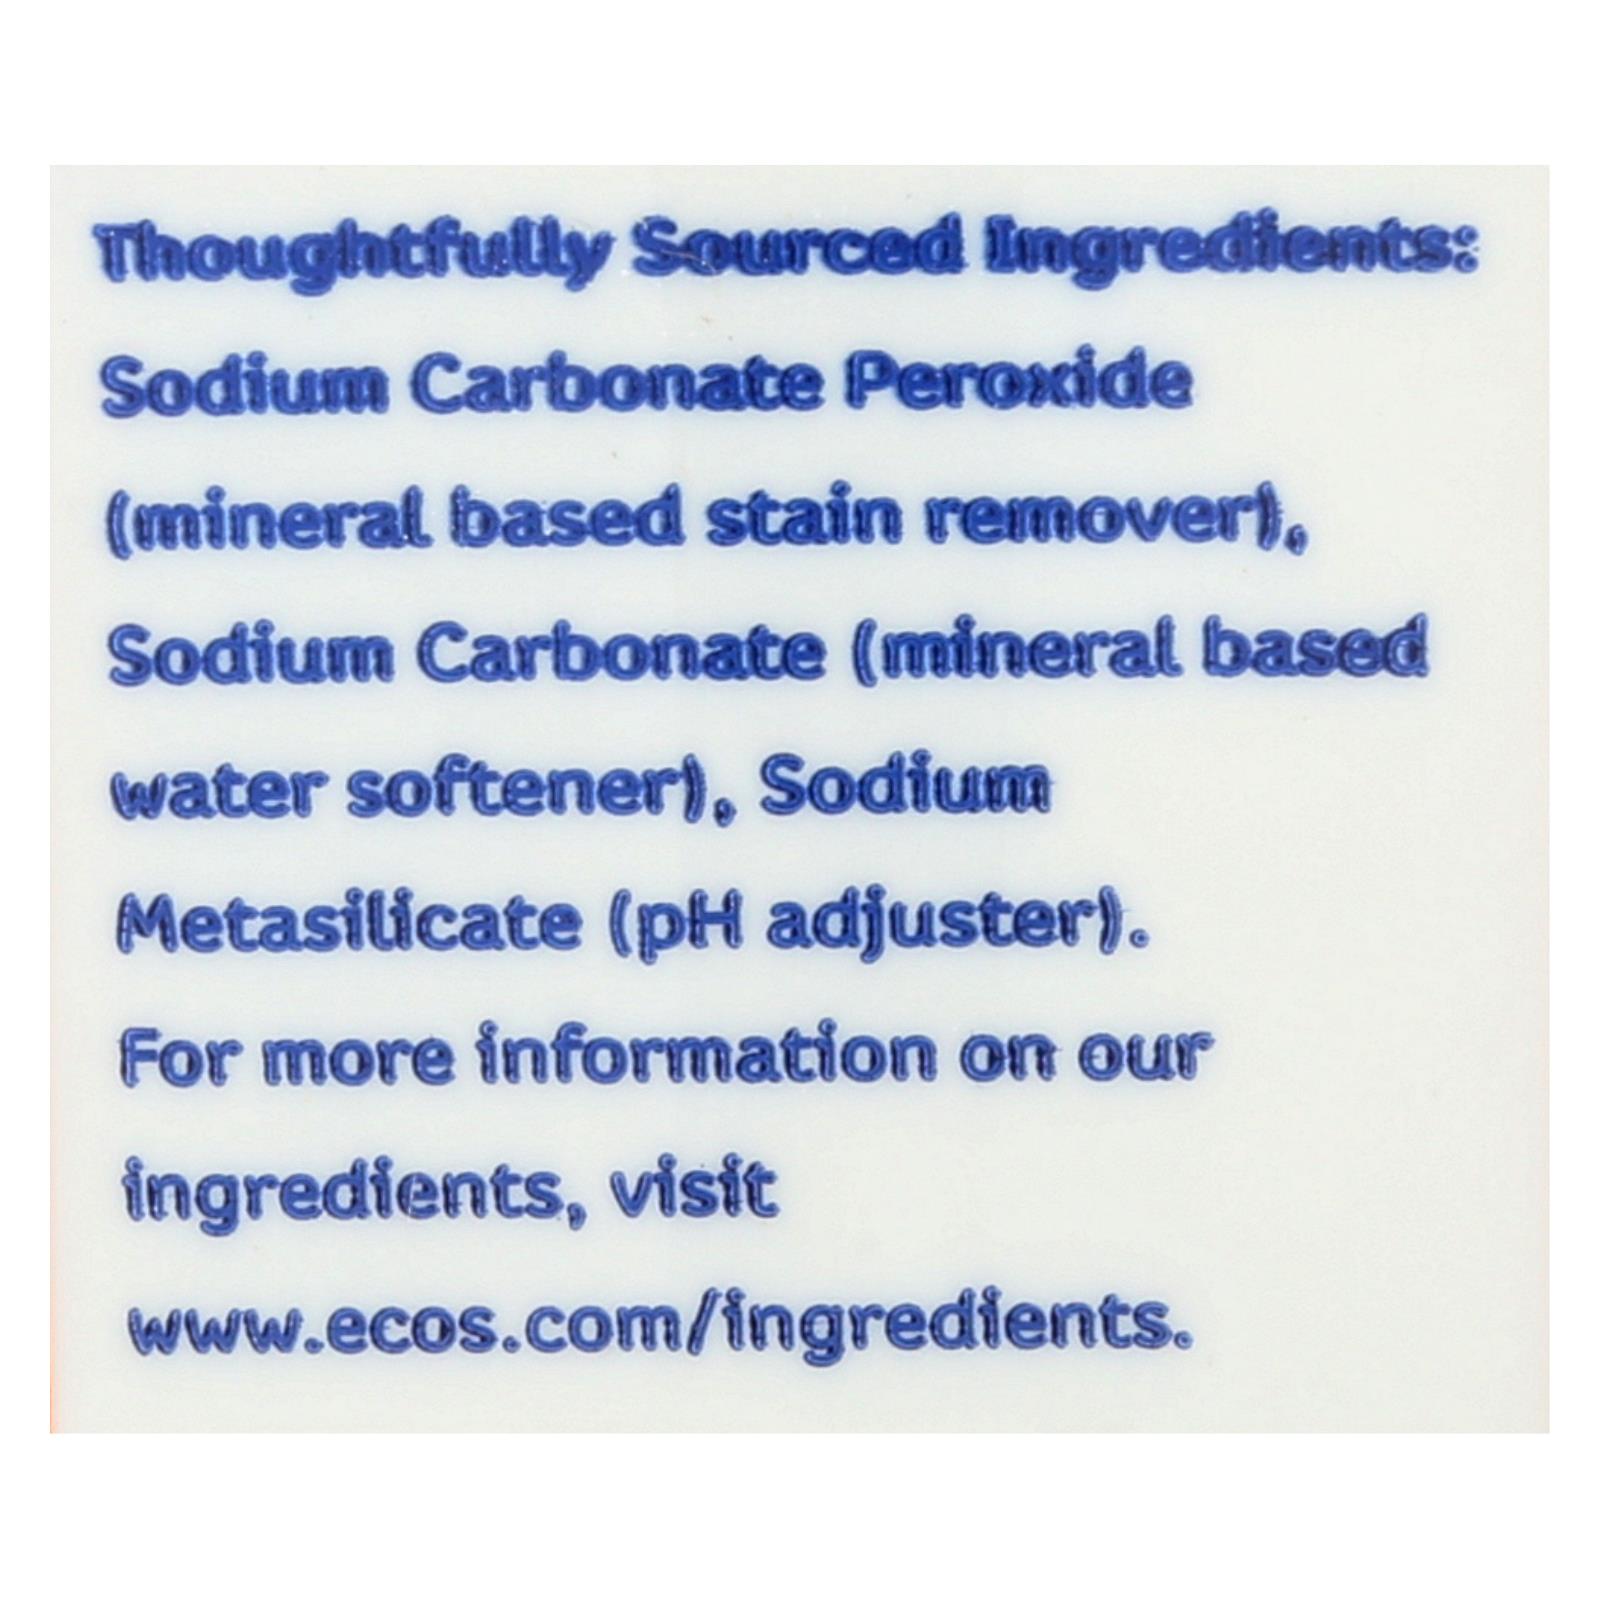 Thoughtfully Sourced Ingredients:
Sodium Carbonate Peroxide
(mineral based stain remover),
Sodium Carbonate (mineral based
water softener), Sodium
Metasilicate (pH adjuster).
For more information on our
ingredients, visit
www.ecos.com/ingredients.